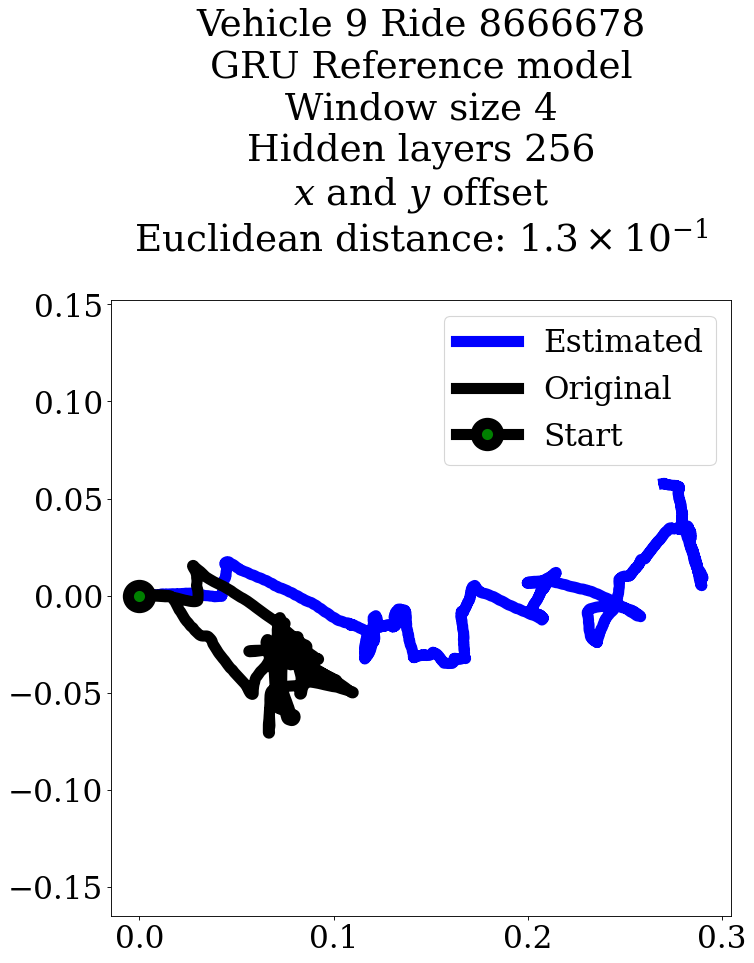 Vehicle 9 Ride 8666678
GRU Reference model
Window size 4
Hidden layers 256
x and y offset
Euclidean distance: 1.3 × 10⁻¹
0.15
Estimated
Original
Start
0.10
0.05
0.00
−0.05
−0.10
−0.15
0.0 0.1 0.2 0.3